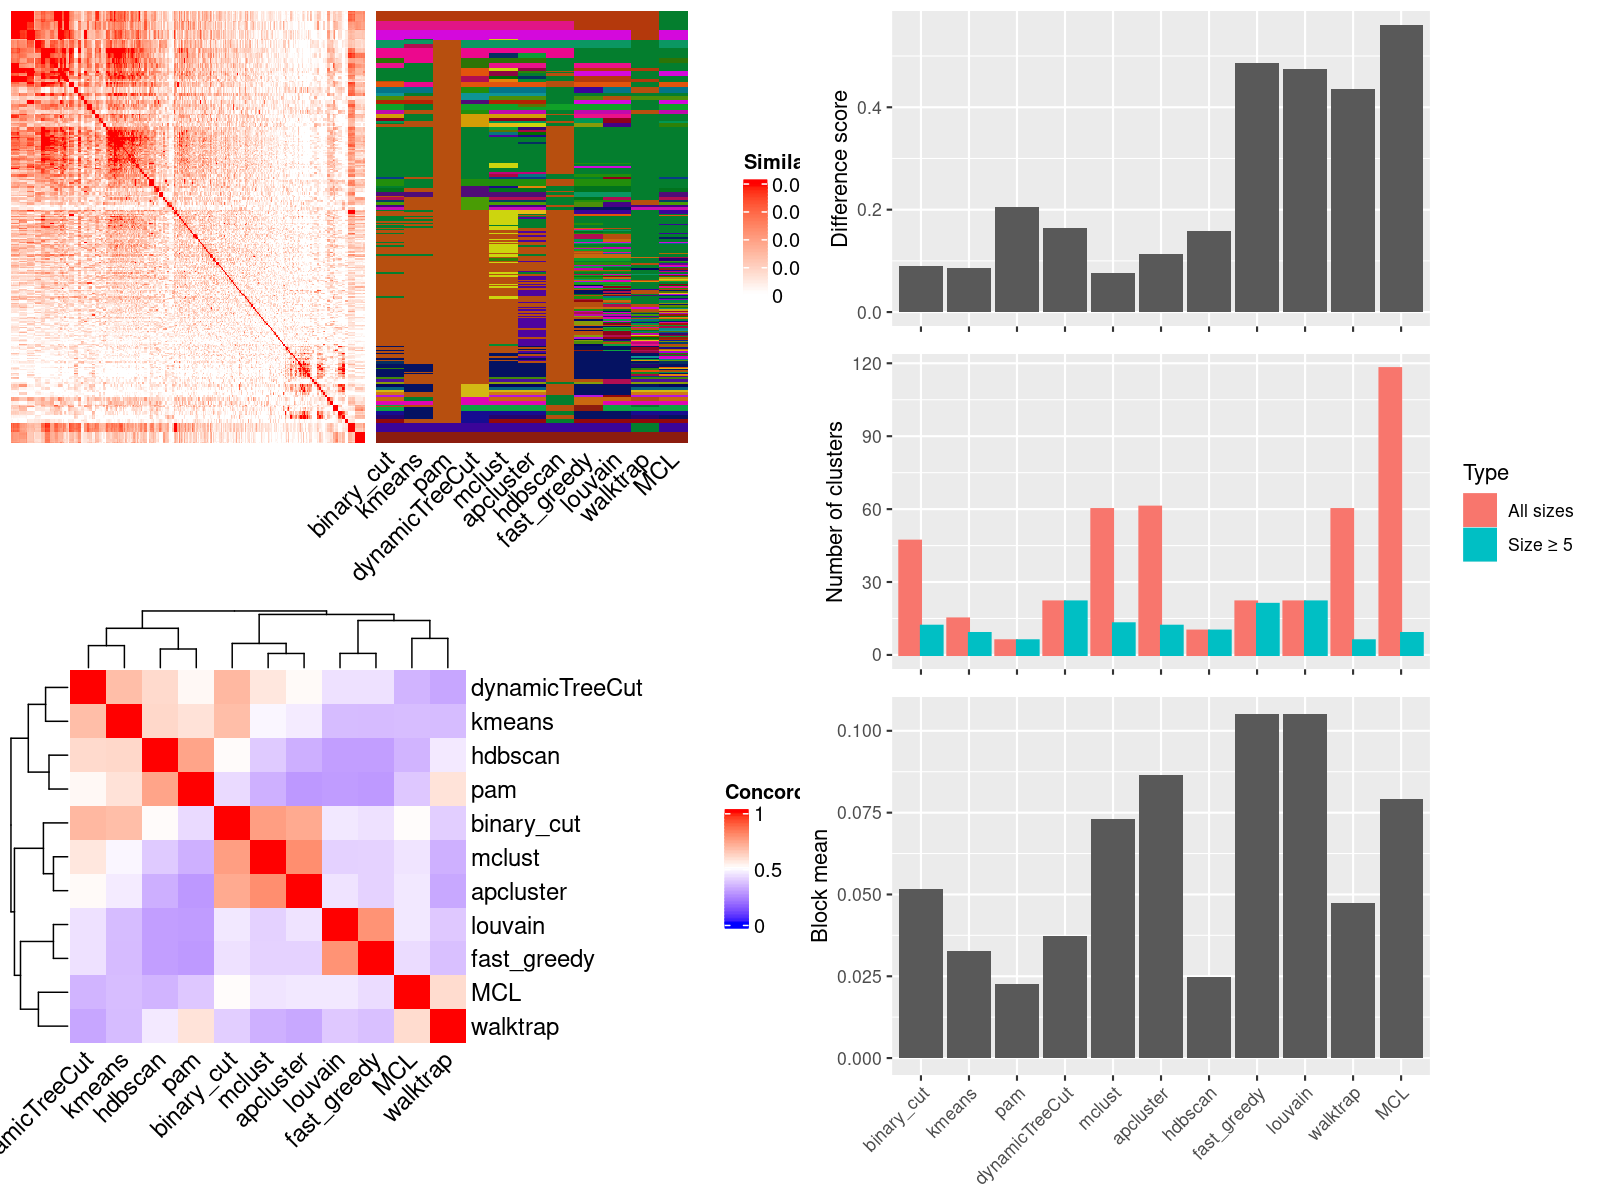 Simila
0.0
0.0
0.0
0.0
0
binary_cut
kmeans
pam
dynamicTreeCut
mclust
apcluster
hdbscan
fast_greedy
louvain
walktrap
MCL
dynamicTreeCut
kmeans
hdbscan
pam
binary_cut
mclust
apcluster
louvain
fast_greedy
MCL
walktrap
amicTreeCut
kmeans
hdbscan
pam
binary_cut
mclust
apcluster
louvain
fast_greedy
MCL
walktrap
Concord
1
0.5
0
Difference score
0.4
0.2
0.0
Number of clusters
120
90
60
30
0
Type
All sizes
Size ≥ 5
Block mean
0.100
0.075
0.050
0.025
0.000
binary_cut
kmeans
pam
dynamicTreeCut
mclust
apcluster
hdbscan
fast_greedy
louvain
walktrap
MCL